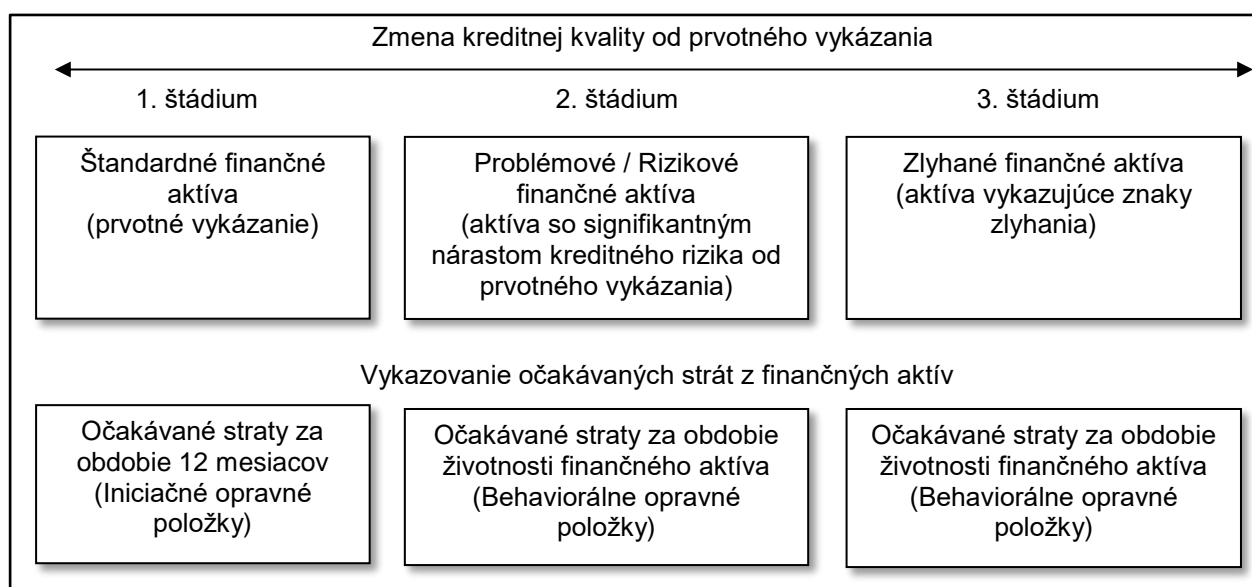 Zmena kreditnej kvality od prvotného vykázania
1. štádium
2. štádium
3. štádium
Štandardné finančné
aktíva
(prvotné vykázanie)
Problémové / Rizikové
finančné aktíva
(aktíva so signifikantným
nárastom kreditného rizika od
prvotného vykázania)
Zlyhané finančné aktíva
(aktíva vykazujúce znaky
zlyhania)
Vykazovanie očakávaných strát z finančných aktív
Očakávané straty za
obdobie 12 mesiacov
(Iniciačné opravné
položky)
Očakávané straty za obdobie
životnosti finančného aktíva
(Behaviorálne opravné
položky)
Očakávané straty za obdobie
životnosti finančného aktíva
(Behaviorálne opravné
položky)